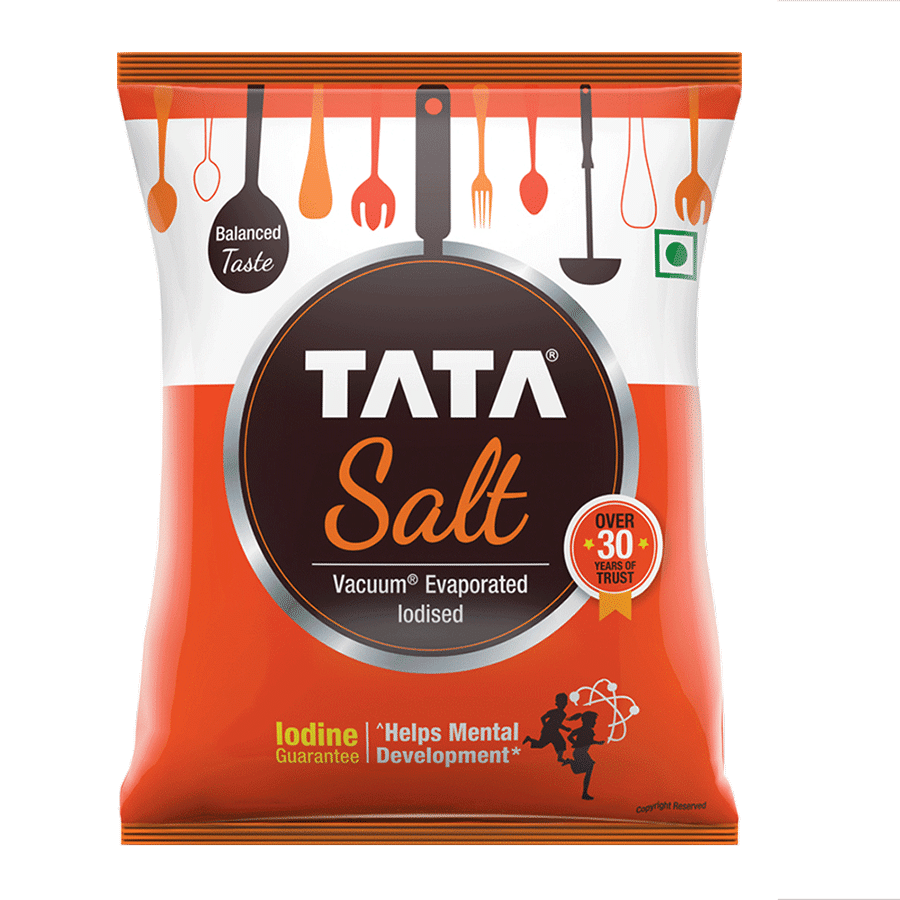 Balanced
Taste
TATA®
Salt
Vacuum® Evaporated
Iodised
OVER
30
YEARS OF
TRUST
Iodine
Guarantee
^Helps Mental
Development*
Copyright Reserved